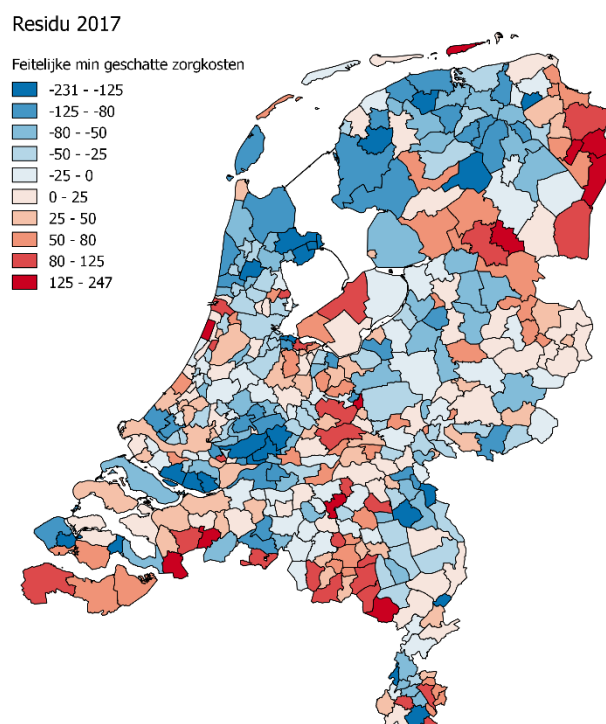 Residu 2017
Feitelijke min geschatte zorgkosten
-231 - -125
-125 - -80
-80 - -50
-50 - -25
-25 - 0
0 - 25
25 - 50
50 - 80
80 - 125
125 - 247